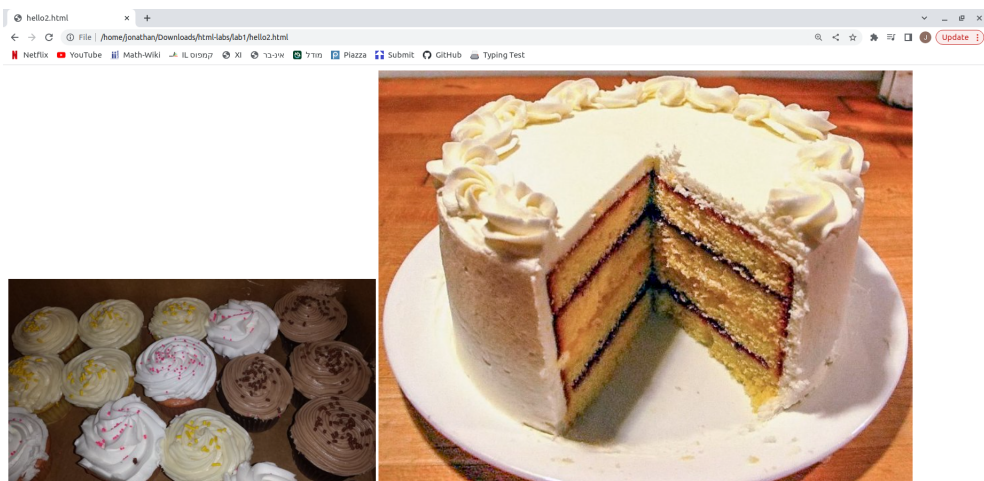 hello2.html
File /home/jonathan/Downloads/html-labs/lab1/hello2.html
J Update
Netflix YouTube Math-Wiki קמפוס IL XI אינ-בר מודל Piazza Submit GitHub Typing Test